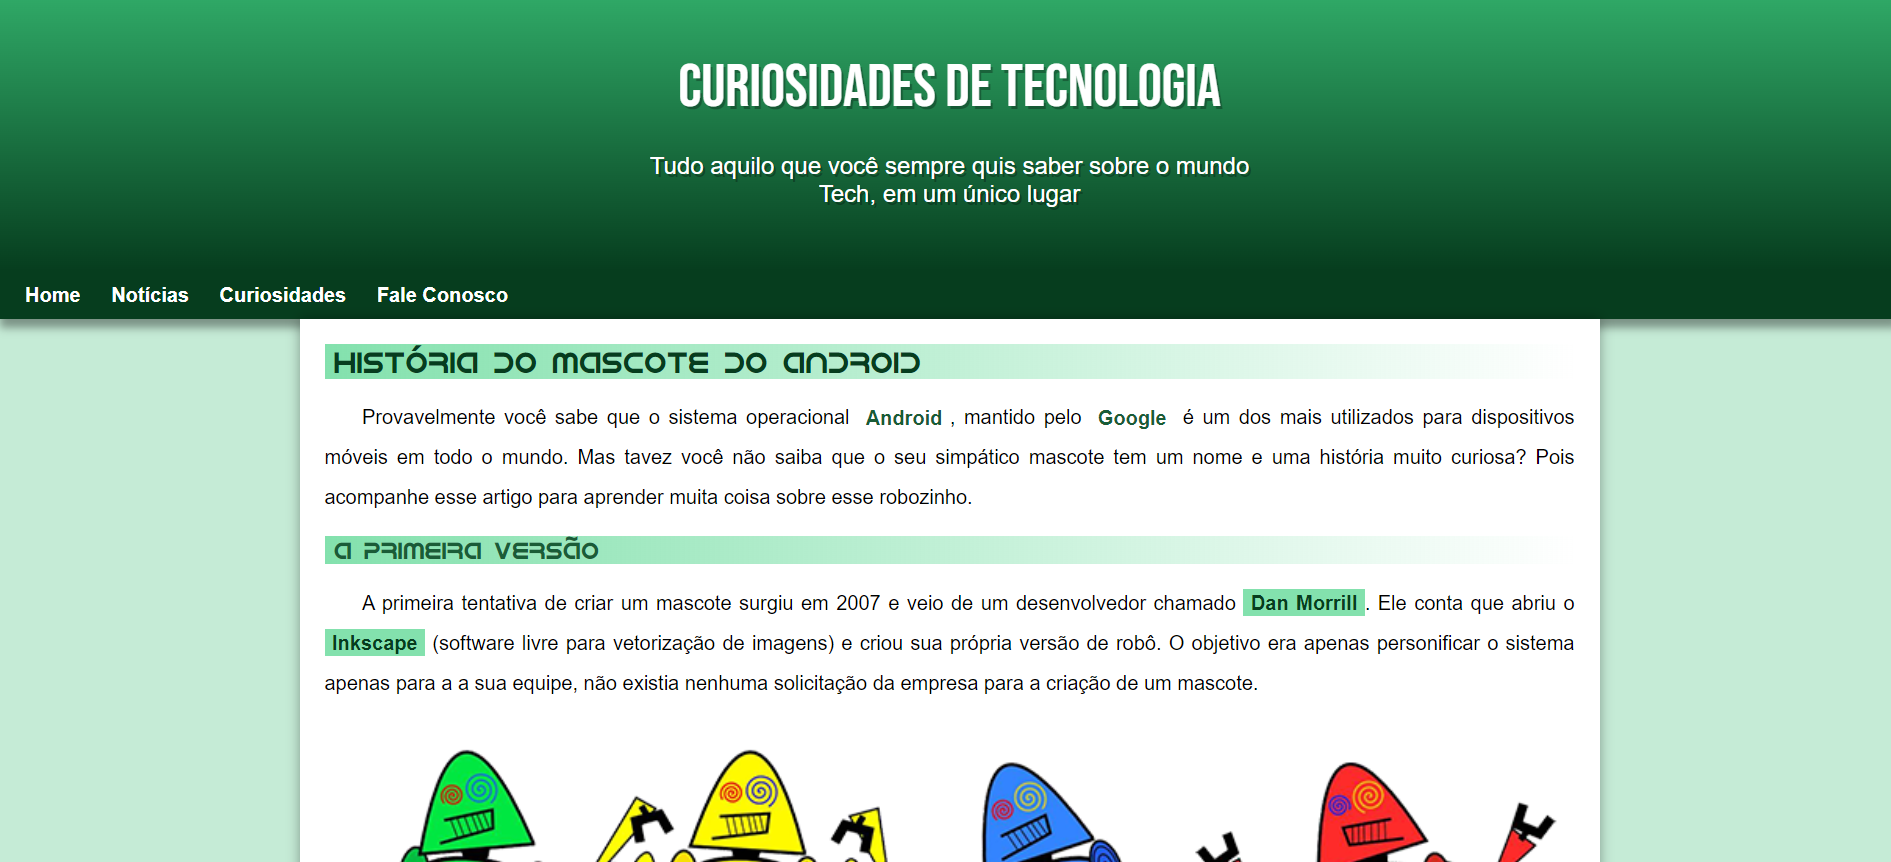 CURIOSIDADES DE TECNOLOGIA
Tudo aquilo que você sempre quis saber sobre o mundo
Tech, em um único lugar
Home Notícias Curiosidades Fale Conosco
HISTÓRIA DO MASCOTE DO ANDROID
Provavelmente você sabe que o sistema operacional Android , mantido pelo Google é um dos mais utilizados para dispositivos
móveis em todo o mundo. Mas tavez você não saiba que o seu simpático mascote tem um nome e uma história muito curiosa? Pois
acompanhe esse artigo para aprender muita coisa sobre esse robozinho.
A PRIMEIRA VERSÃO
A primeira tentativa de criar um mascote surgiu em 2007 e veio de um desenvolvedor chamado Dan Morrill . Ele conta que abriu o
Inkscape (software livre para vetorização de imagens) e criou sua própria versão de robô. O objetivo era apenas personificar o sistema
apenas para a a sua equipe, não existia nenhuma solicitação da empresa para a criação de um mascote.